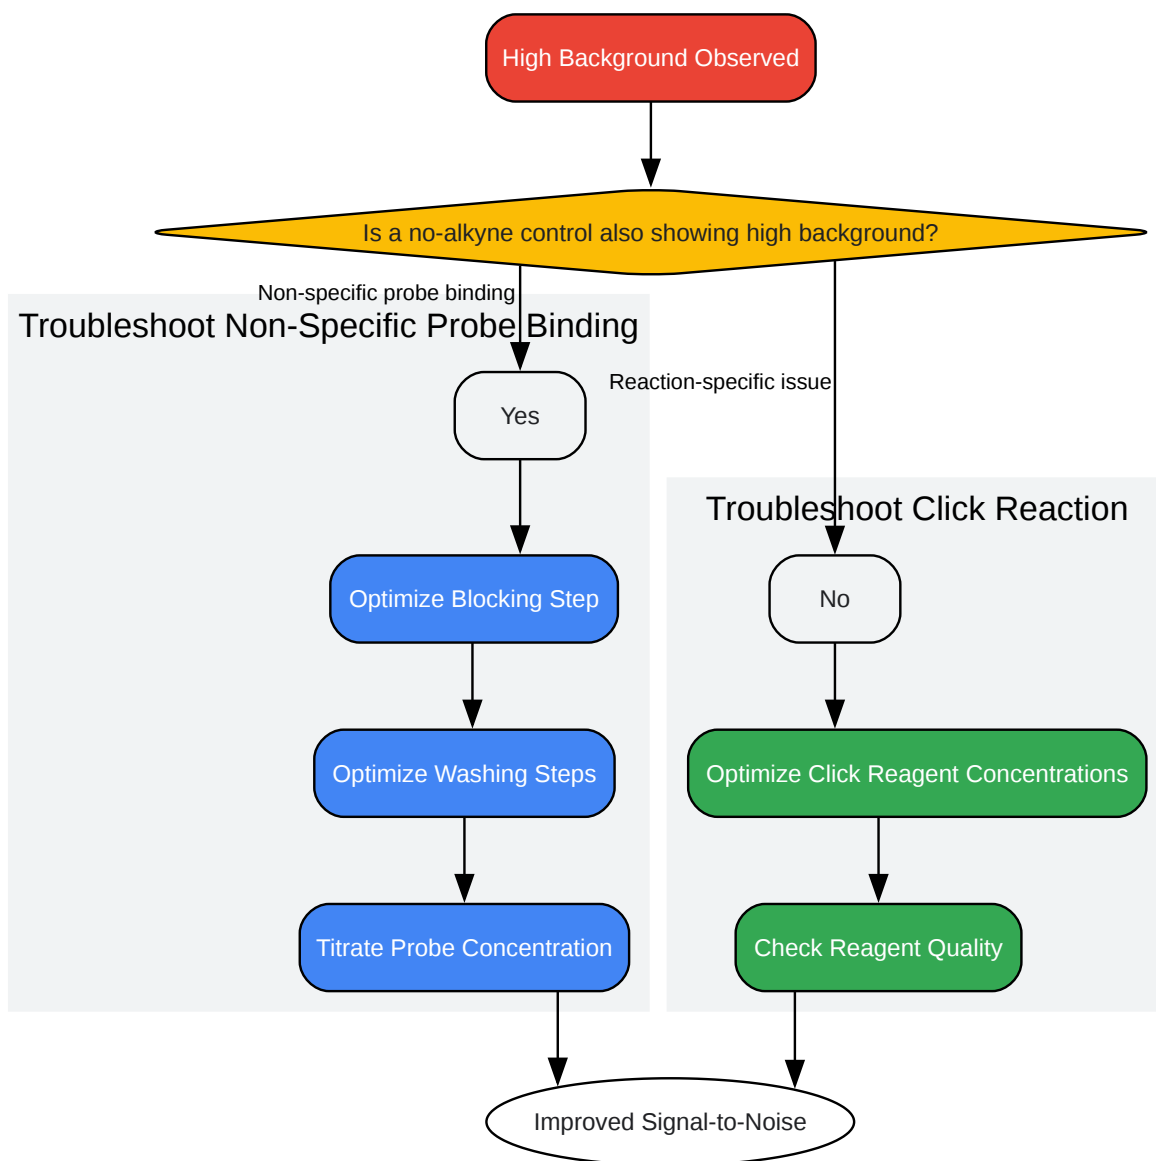 High Background Observed
Is a no-alkyne control also showing high background?
Non-specific probe binding
Troubleshoot Non-Specific Probe Binding
Reaction-specific issue
Yes
Troubleshoot Click Reaction
Optimize Blocking Step
No
Optimize Washing Steps
Optimize Click Reagent Concentrations
Titrate Probe Concentration
Check Reagent Quality
Improved Signal-to-Noise